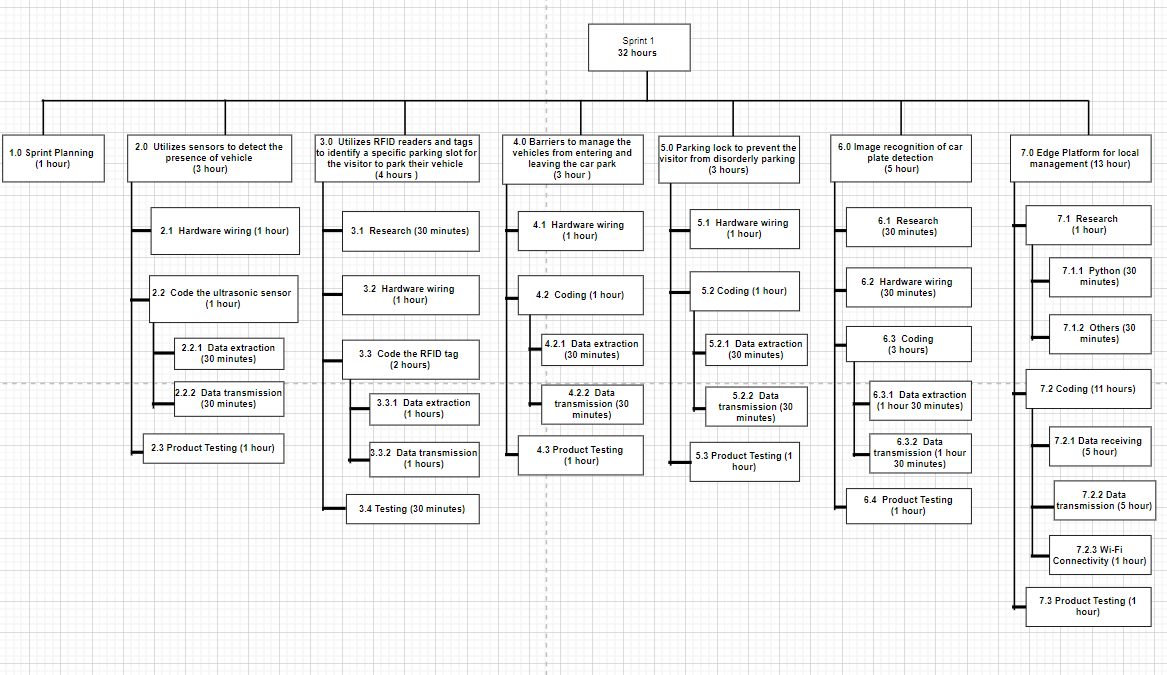 Sprint 1
32 hours
1.0 Sprint Planning
(1 hour)
2.0 Utilizes sensors to detect the
presence of vehicle
(3 hour)
2.1 Hardware wiring (1 hour)
2.2 Code the ultrasonic sensor
(1 hour)
2.2.1 Data extraction
(30 minutes)
2.2.2 Data transmission
(30 minutes)
2.3 Product Testing (1 hour)
3.0 Utilizes RFID readers and tags
to identify a specific parking slot for
the visitor to park their vehicle
(4 hours )
3.1 Research (30 minutes)
3.2 Hardware wiring
(1 hour)
3.3 Code the RFID tag
(2 hours)
3.3.1 Data extraction
(1 hours)
3.3.2 Data transmission
(1 hours)
3.4 Testing (30 minutes)
4.0 Barriers to manage the
vehicles from entering and
leaving the car park
(3 hour )
4.1 Hardware wiring
(1 hour)
4.2 Coding (1 hour)
4.2.1 Data extraction
(30 minutes)
4.2.2 Data
transmission (30
minutes)
4.3 Product Testing
(1 hour)
5.0 Parking lock to prevent the
visitor from disorderly parking
(3 hours)
5.1 Hardware wiring
(1 hour)
5.2 Coding (1 hour)
5.2.1 Data extraction
(30 minutes)
5.2.2 Data
transmission (30
minutes)
5.3 Product Testing (1
hour)
6.0 Image recognition of car
plate detection
(5 hour)
6.1 Research
(30 minutes)
6.2 Hardware wiring
(30 minutes)
6.3 Coding
(3 hours)
6.3.1 Data extraction
(1 hour 30 minutes)
6.3.2 Data
transmission (1 hour
30 minutes)
6.4 Product Testing
(1 hour)
7.0 Edge Platform for local
management (13 hour)
7.1 Research
(1 hour)
7.1.1 Python (30
minutes)
7.1.2 Others (30
minutes)
7.2 Coding (11 hours)
7.2.1 Data receiving
(5 hour)
7.2.2 Data
transmission (5 hour)
7.2.3 Wi-Fi
Connectivity (1 hour)
7.3 Product Testing (1
hour)